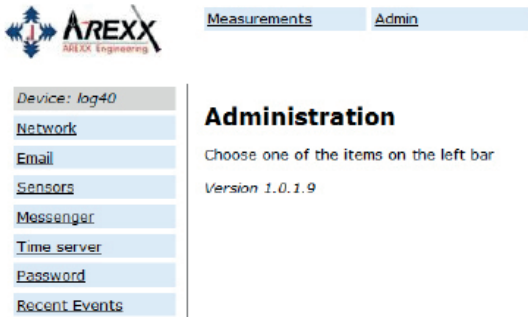 AREXX
AREXX Engineering
Measurements
Admin
Device: log40
Network
Email
Sensors
Messenger
Time server
Password
Recent Events
Administration
Choose one of the items on the left bar
Version 1.0.1.9